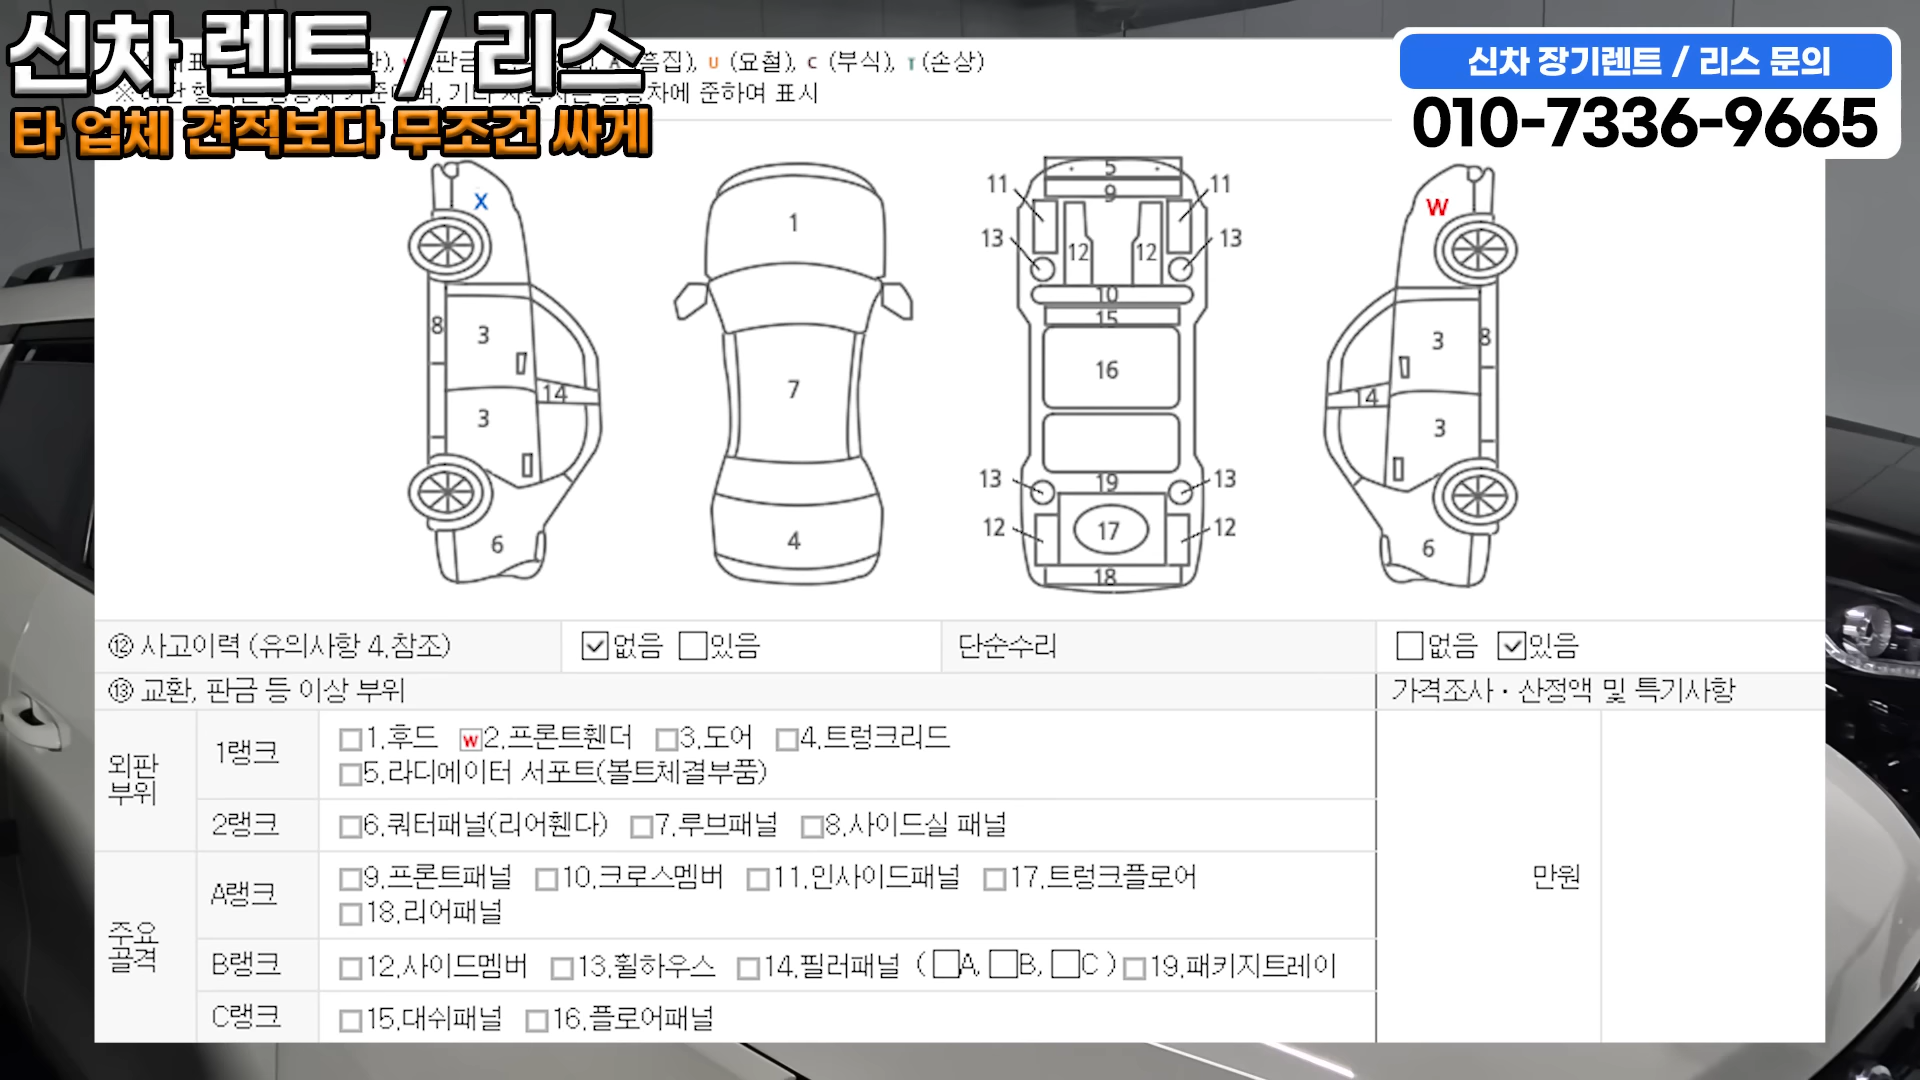 신차 렌트 / 리스
타 업체 견적보다 무조건 싸게
신차 장기렌트 / 리스 문의
010-7336-9665
(판금 흠집), U (요철), C (부식), T (손상)
준하여 표시
X
8
3
14
3
6
1
7
4
5
9
11
11
13
12
12
13
10
15
16
13
19
13
12
17
12
18
W
3
8
4
3
6
⑫ 사고이력 (유의사항 4.참조) 없음 있음 단순수리 없음 있음
⑬ 교환, 판금 등 이상 부위 가격조사·산정액 및 특기사항
외판
부위
1랭크 1.후드 W 2.프론트휀더 3.도어 4.트렁크리드
5.라디에이터 서포트(볼트체결부품)
2랭크 6.쿼터패널(리어휀다) 7.루브패널 8.사이드실 패널
주요
골격
A랭크 9.프론트패널 10.크로스멤버 11.인사이드패널 17.트렁크플로어
18.리어패널
만원
B랭크 12.사이드멤버 13.휠하우스 14.필러패널 ( A, B, C ) 19.패키지트레이
C랭크 15.대쉬패널 16.플로어패널